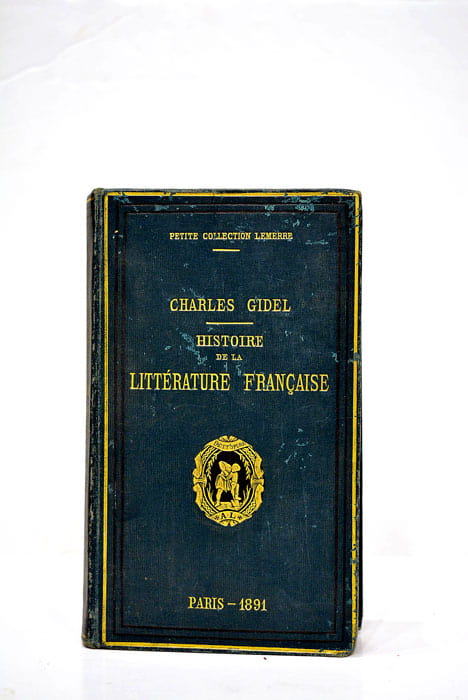 PETITE COLLECTION LEMERRE
CHARLES GIDEL
HISTOIRE
DE LA
LITTÉRATURE FRANÇAISE
A L
PARIS – 1891